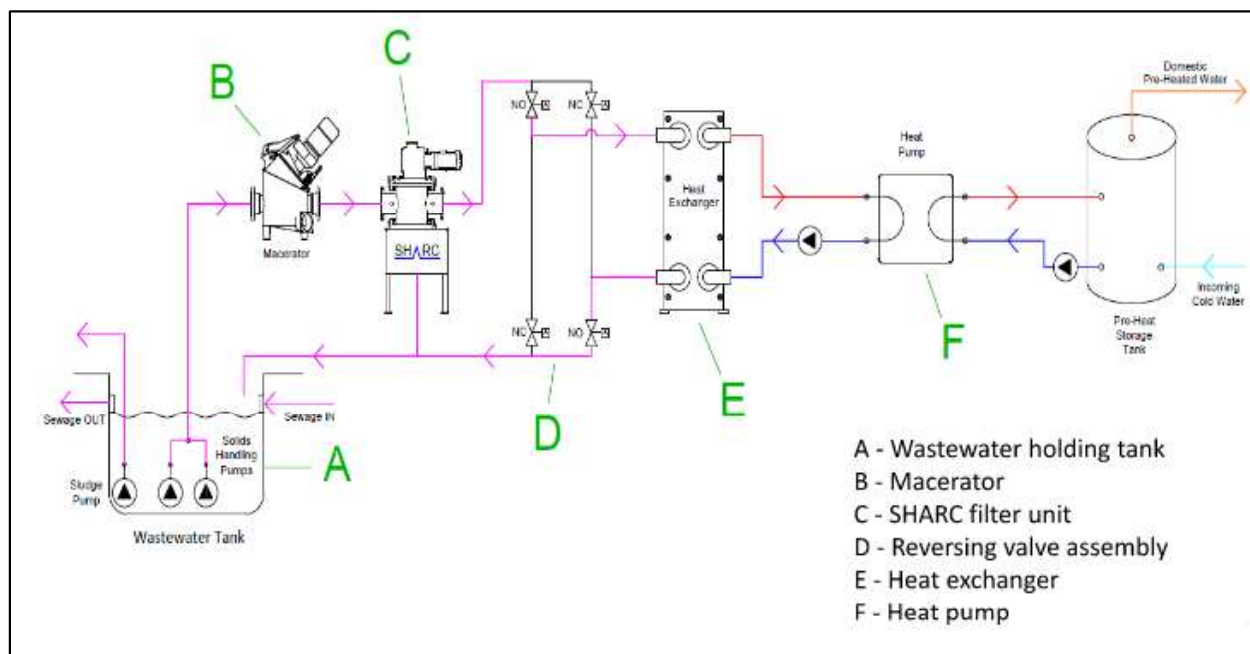 B
C
Domestic
Pre-Heated Water
NO
NC
Heat
Pump
Heat
Exchanger
Macerator
SHARC
Incoming
Cold Water
Pre-Heat
Storage
Tank
NC
NO
F
E
D
Sewage OUT
Sewage IN
Solids
Handling
Pumps
A
Sludge
Pump
Wastewater Tank
A - Wastewater holding tank
B - Macerator
C - SHARC filter unit
D - Reversing valve assembly
E - Heat exchanger
F - Heat pump